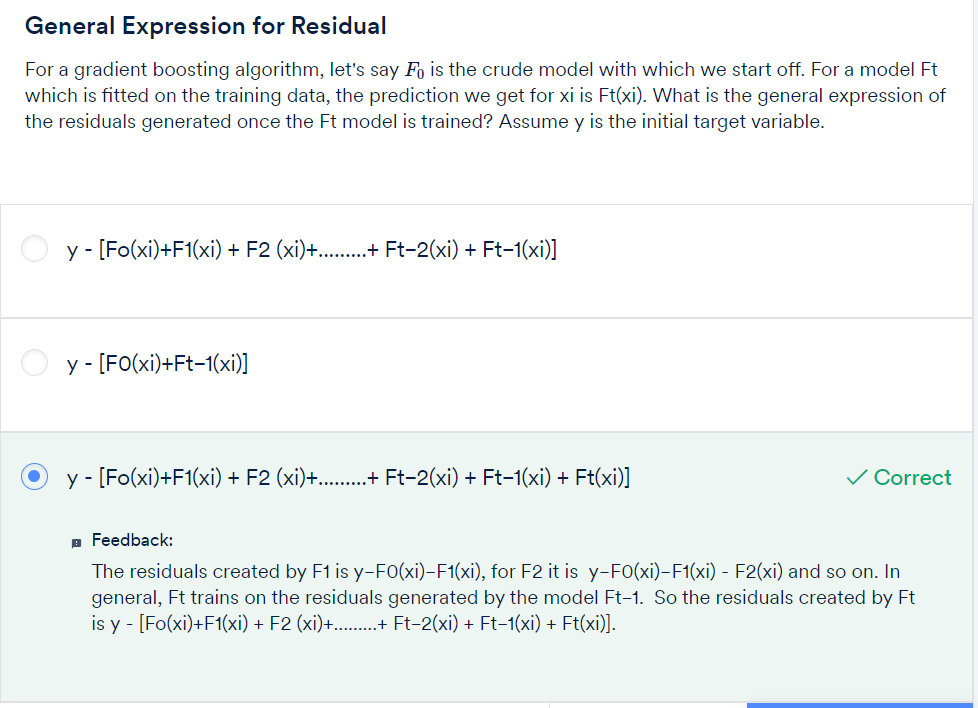 General Expression for Residual
For a gradient boosting algorithm, let's say F₀ is the crude model with which we start off. For a model Ft
which is fitted on the training data, the prediction we get for xi is Ft(xi). What is the general expression of
the residuals generated once the Ft model is trained? Assume y is the initial target variable.
y - [Fo(xi)+F1(xi) + F2 (xi)+.........+ Ft−2(xi) + Ft−1(xi)]
y - [F0(xi)+Ft−1(xi)]
y - [Fo(xi)+F1(xi) + F2 (xi)+.........+ Ft−2(xi) + Ft−1(xi) + Ft(xi)]
Correct
Feedback:
The residuals created by F1 is y−F0(xi)−F1(xi), for F2 it is  y−F0(xi)−F1(xi) - F2(xi) and so on. In
general, Ft trains on the residuals generated by the model Ft−1.  So the residuals created by Ft
is y - [Fo(xi)+F1(xi) + F2 (xi)+.........+ Ft−2(xi) + Ft−1(xi) + Ft(xi)].